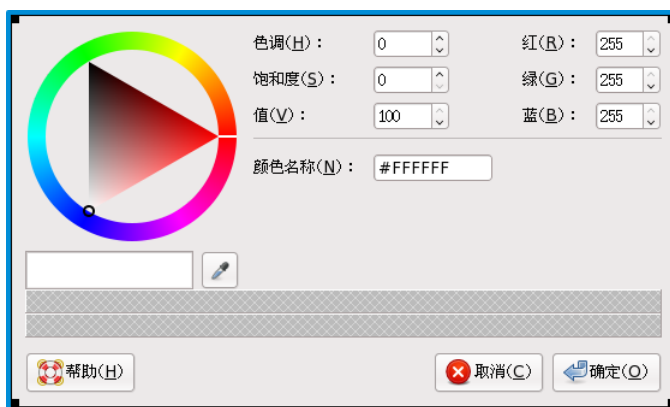 色调(H)： 0 红(R)： 255
饱和度(S)： 0 绿(G)： 255
值(V)： 100 蓝(B)： 255
颜色名称(N)： #FFFFFF
帮助(H) 取消(C) 确定(O)